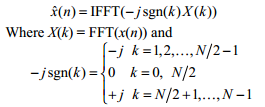 x̂(n) = IFFT(−j sgn(k)X(k))
Where X(k) = FFT(x(n)) and
−j sgn(k) = { −j k = 1, 2,…, N/2 − 1
0 k = 0, N/2
+j k = N/2 + 1,…, N − 1